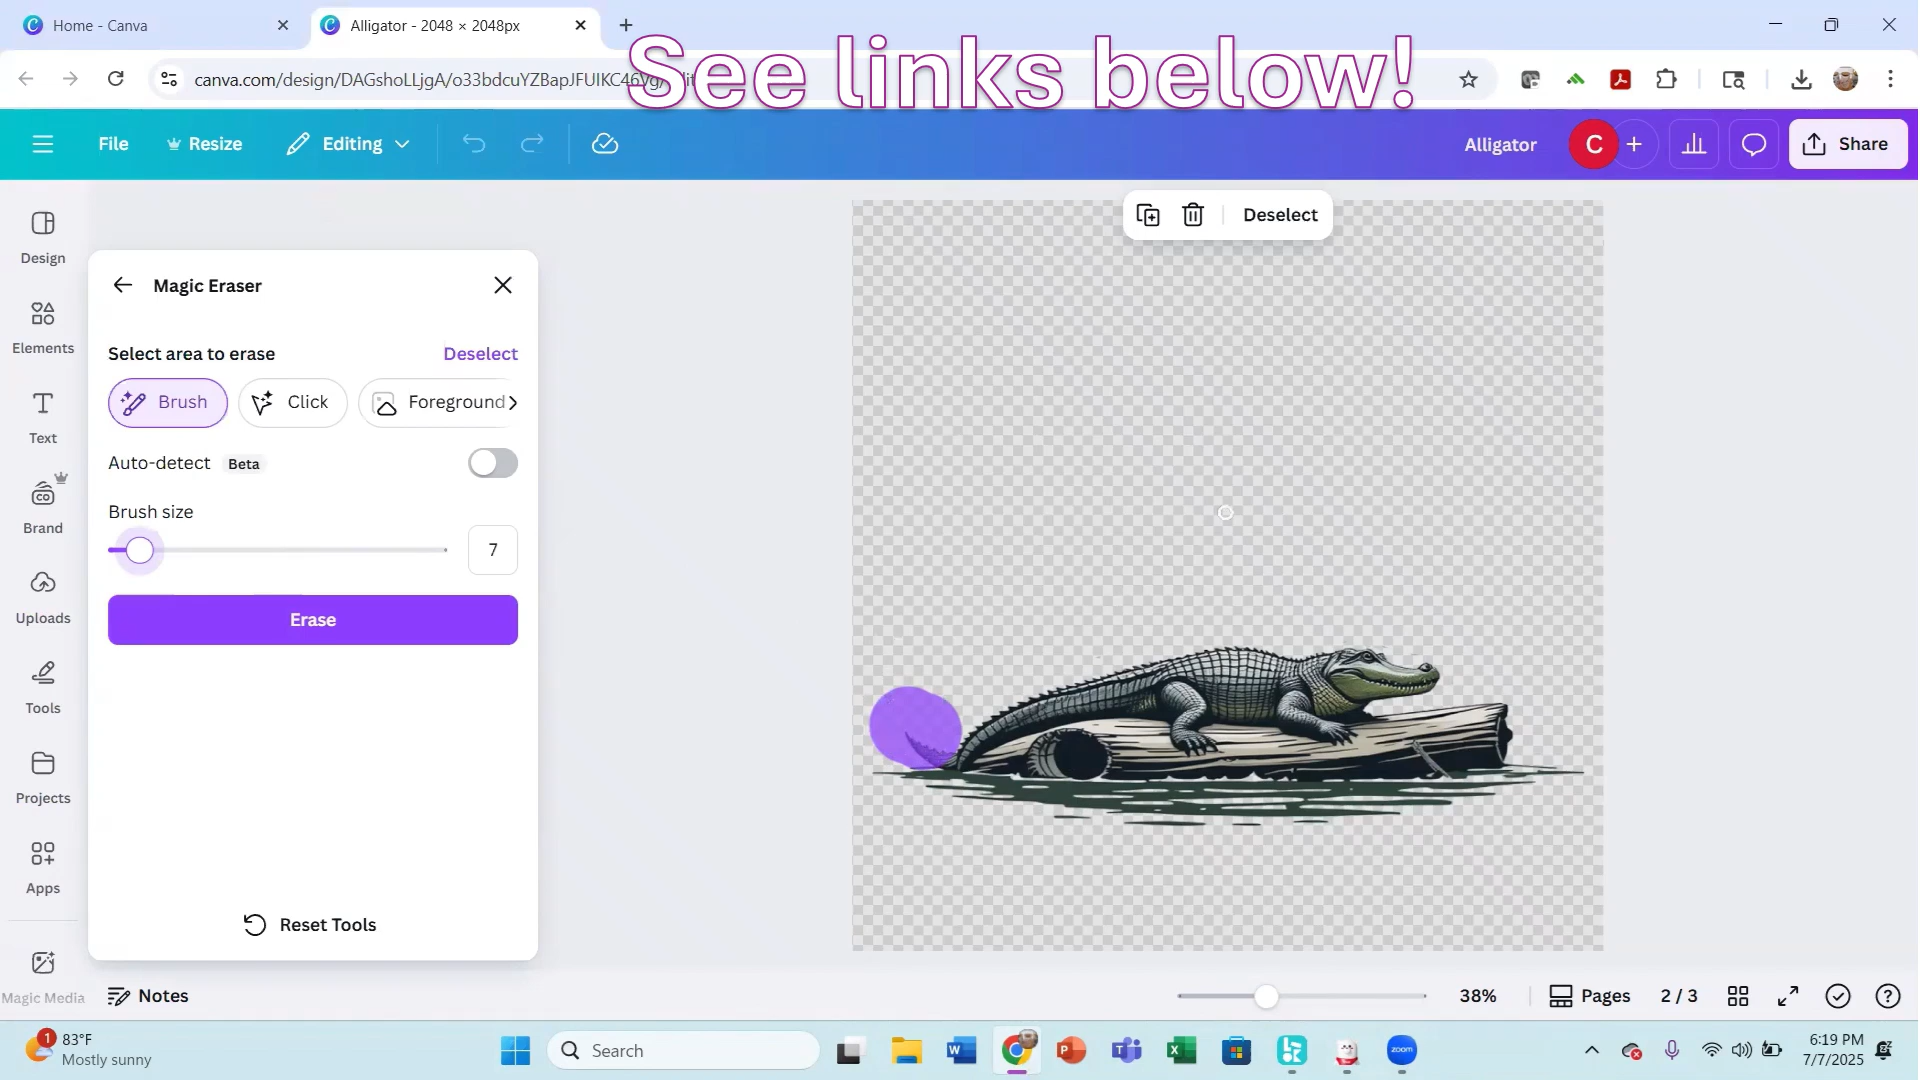 Home - Canva
Alligator - 2048 × 2048px
See links below!
canva.com/design/DAGshoLLjgA/o33bdcuYZBapJFUIKC46
File
Resize
Editing
Alligator
C
Share
Design
Elements
Text
Brand
Uploads
Tools
Projects
Apps
Magic Media
Magic Eraser
Select area to erase
Deselect
Brush
Click
Foreground
Auto-detect
Beta
Brush size
7
Erase
Reset Tools
Deselect
Notes
38%
Pages
2 / 3
1
83°F
Mostly sunny
Search
zoom
6:19 PM
7/7/2025